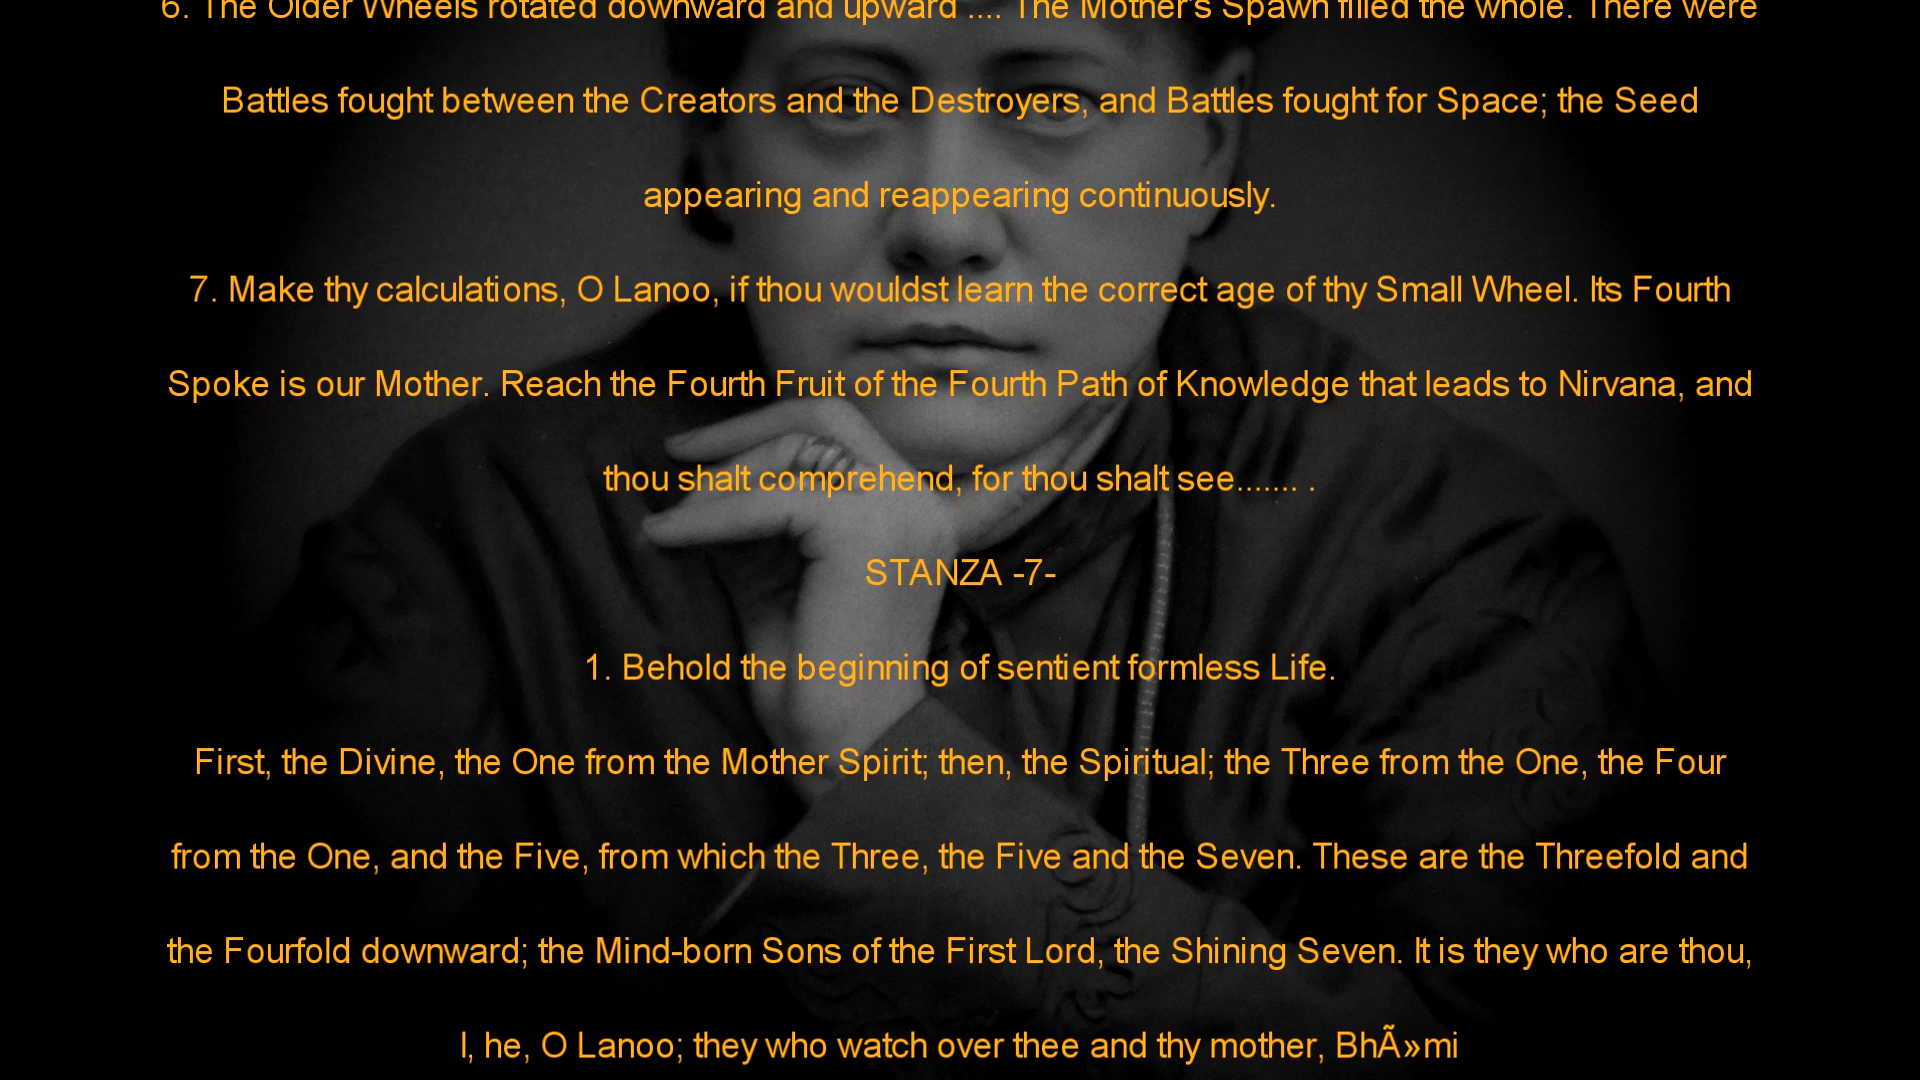 6. The Older Wheels rotated downward and upward .... The Mother's Spawn filled the whole. There were
Battles fought between the Creators and the Destroyers, and Battles fought for Space; the Seed
appearing and reappearing continuously.
7. Make thy calculations, O Lanoo, if thou wouldst learn the correct age of thy Small Wheel. Its Fourth
Spoke is our Mother. Reach the Fourth Fruit of the Fourth Path of Knowledge that leads to Nirvana, and
thou shalt comprehend, for thou shalt see....... .
STANZA -7-
1. Behold the beginning of sentient formless Life.
First, the Divine, the One from the Mother Spirit; then, the Spiritual; the Three from the One, the Four
from the One, and the Five, from which the Three, the Five and the Seven. These are the Threefold and
the Fourfold downward; the Mind-born Sons of the First Lord, the Shining Seven. It is they who are thou,
I, he, O Lanoo; they who watch over thee and thy mother, BhÃ»mi